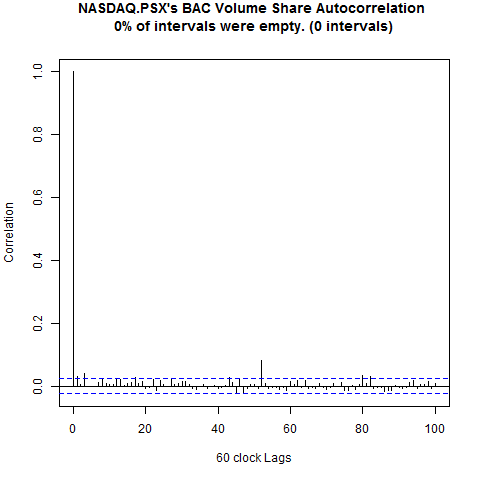 NASDAQ.PSX's BAC Volume Share Autocorrelation
0% of intervals were empty. (0 intervals)
Correlation
1.0
0.8
0.6
0.4
0.2
0.0
0 20 40 60 80 100
60 clock Lags